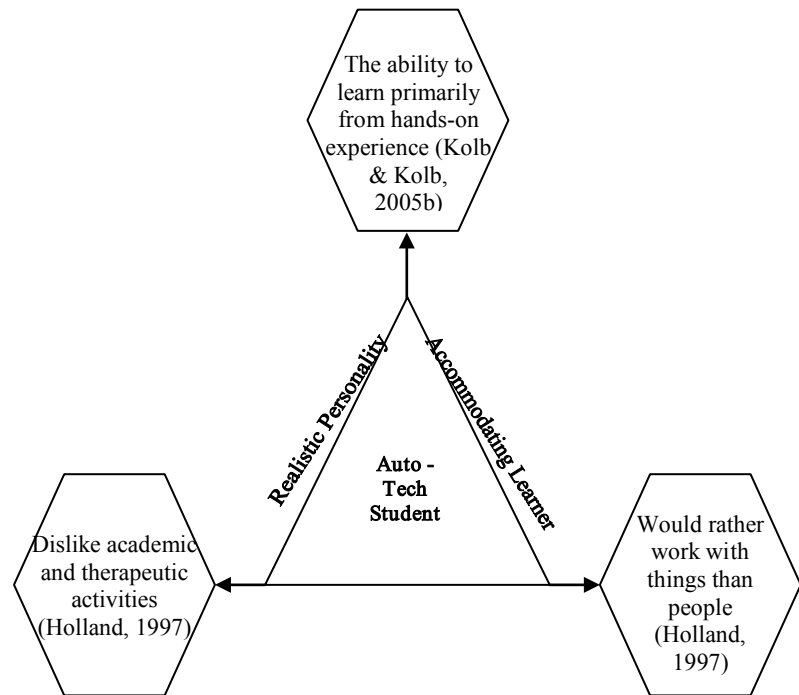 The ability to
learn primarily
from hands-on
experience (Kolb
& Kolb,
2005b)
Realistic Personality
Accommodating Learner
Auto -
Tech
Student
Dislike academic
and therapeutic
activities
(Holland, 1997)
Would rather
work with
things than
people
(Holland,
1997)